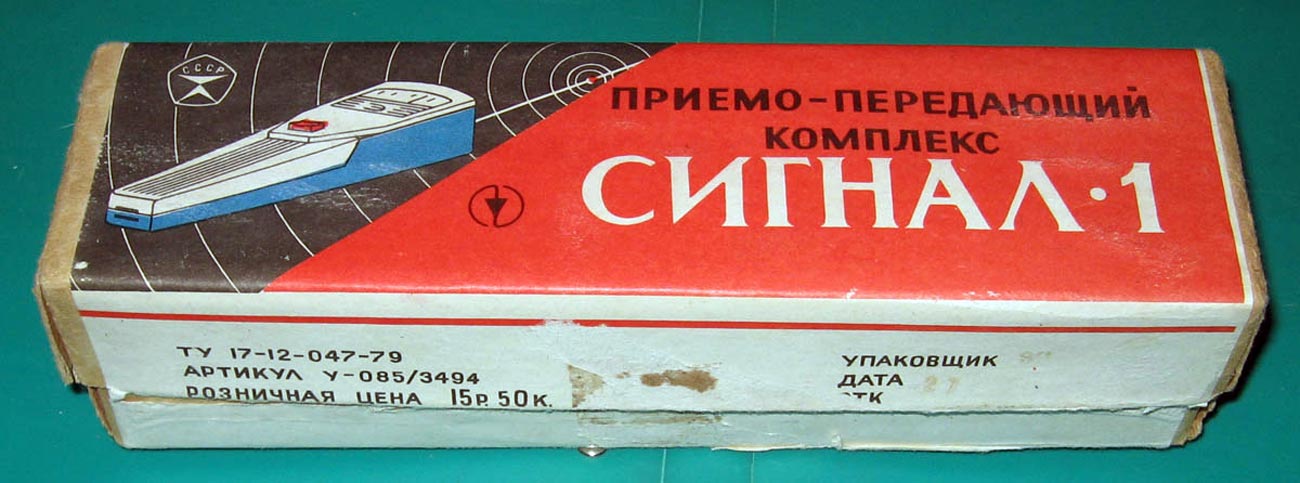 СССР
ПРИЕМО-ПЕРЕДАЮЩИЙ
КОМПЛЕКС
СИГНАЛ·1
ТУ 17-12-047-79
АРТИКУЛ У-085/3494
РОЗНИЧНАЯ ЦЕНА 15р. 50к.
УПАКОВЩИК
ДАТА